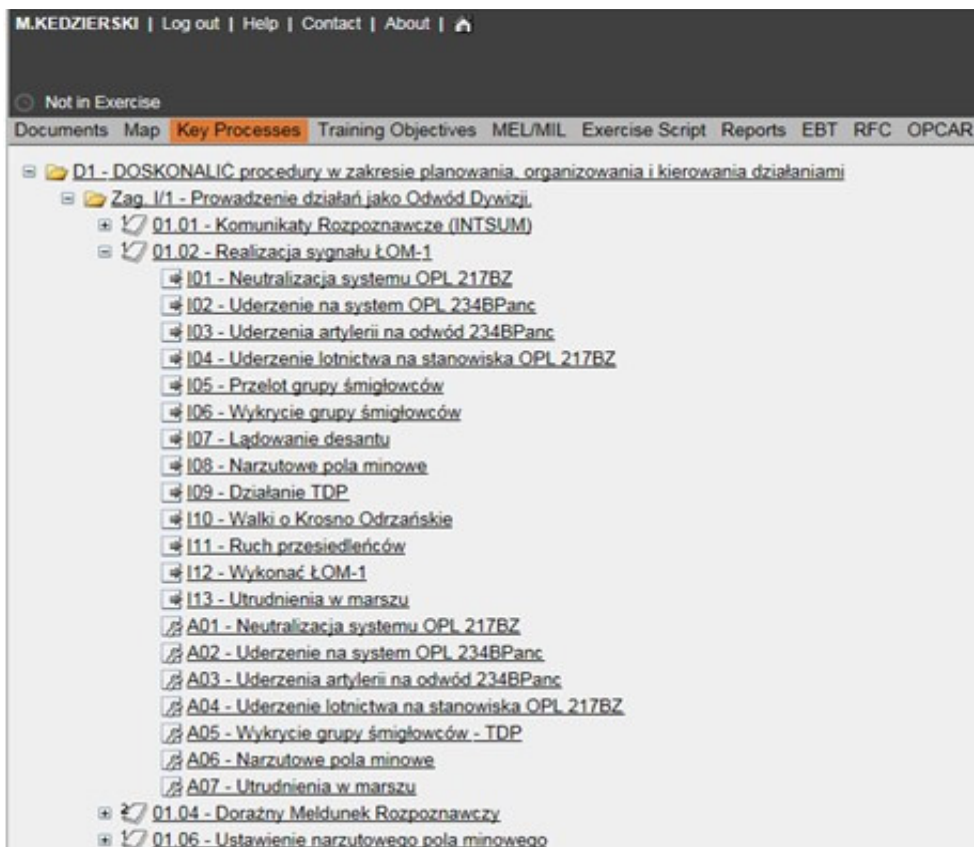 M.KEDZIERSKI | Log out | Help | Contact | About |
Not in Exercise
Documents Map Key Processes Training Objectives MEL/MIL Exercise Script Reports EBT RFC OPCAR
D1 - DOSKONALIĆ procedury w zakresie planowania, organizowania i kierowania działaniami
Zag. I/1 - Prowadzenie działań jako Odwód Dywizji.
01.01 - Komunikaty Rozpoznawcze (INTSUM)
01.02 - Realizacja sygnału ŁOM-1
I01 - Neutralizacja systemu OPL 217BZ
I02 - Uderzenie na system OPL 234BPanc
I03 - Uderzenia artylerii na odwód 234BPanc
I04 - Uderzenie lotnictwa na stanowiska OPL 217BZ
I05 - Przelot grupy śmigłowców
I06 - Wykrycie grupy śmigłowców
I07 - Lądowanie desantu
I08 - Narzutowe pola minowe
I09 - Działanie TDP
I10 - Walki o Krosno Odrzańskie
I11 - Ruch przesiedleńców
I12 - Wykonać ŁOM-1
I13 - Utrudnienia w marszu
A01 - Neutralizacja systemu OPL 217BZ
A02 - Uderzenie na system OPL 234BPanc
A03 - Uderzenia artylerii na odwód 234BPanc
A04 - Uderzenie lotnictwa na stanowiska OPL 217BZ
A05 - Wykrycie grupy śmigłowców - TDP
A06 - Narzutowe pola minowe
A07 - Utrudnienia w marszu
01.04 - Doraźny Meldunek Rozpoznawczy
01.06 - Ustawienie narzutowego pola minowego